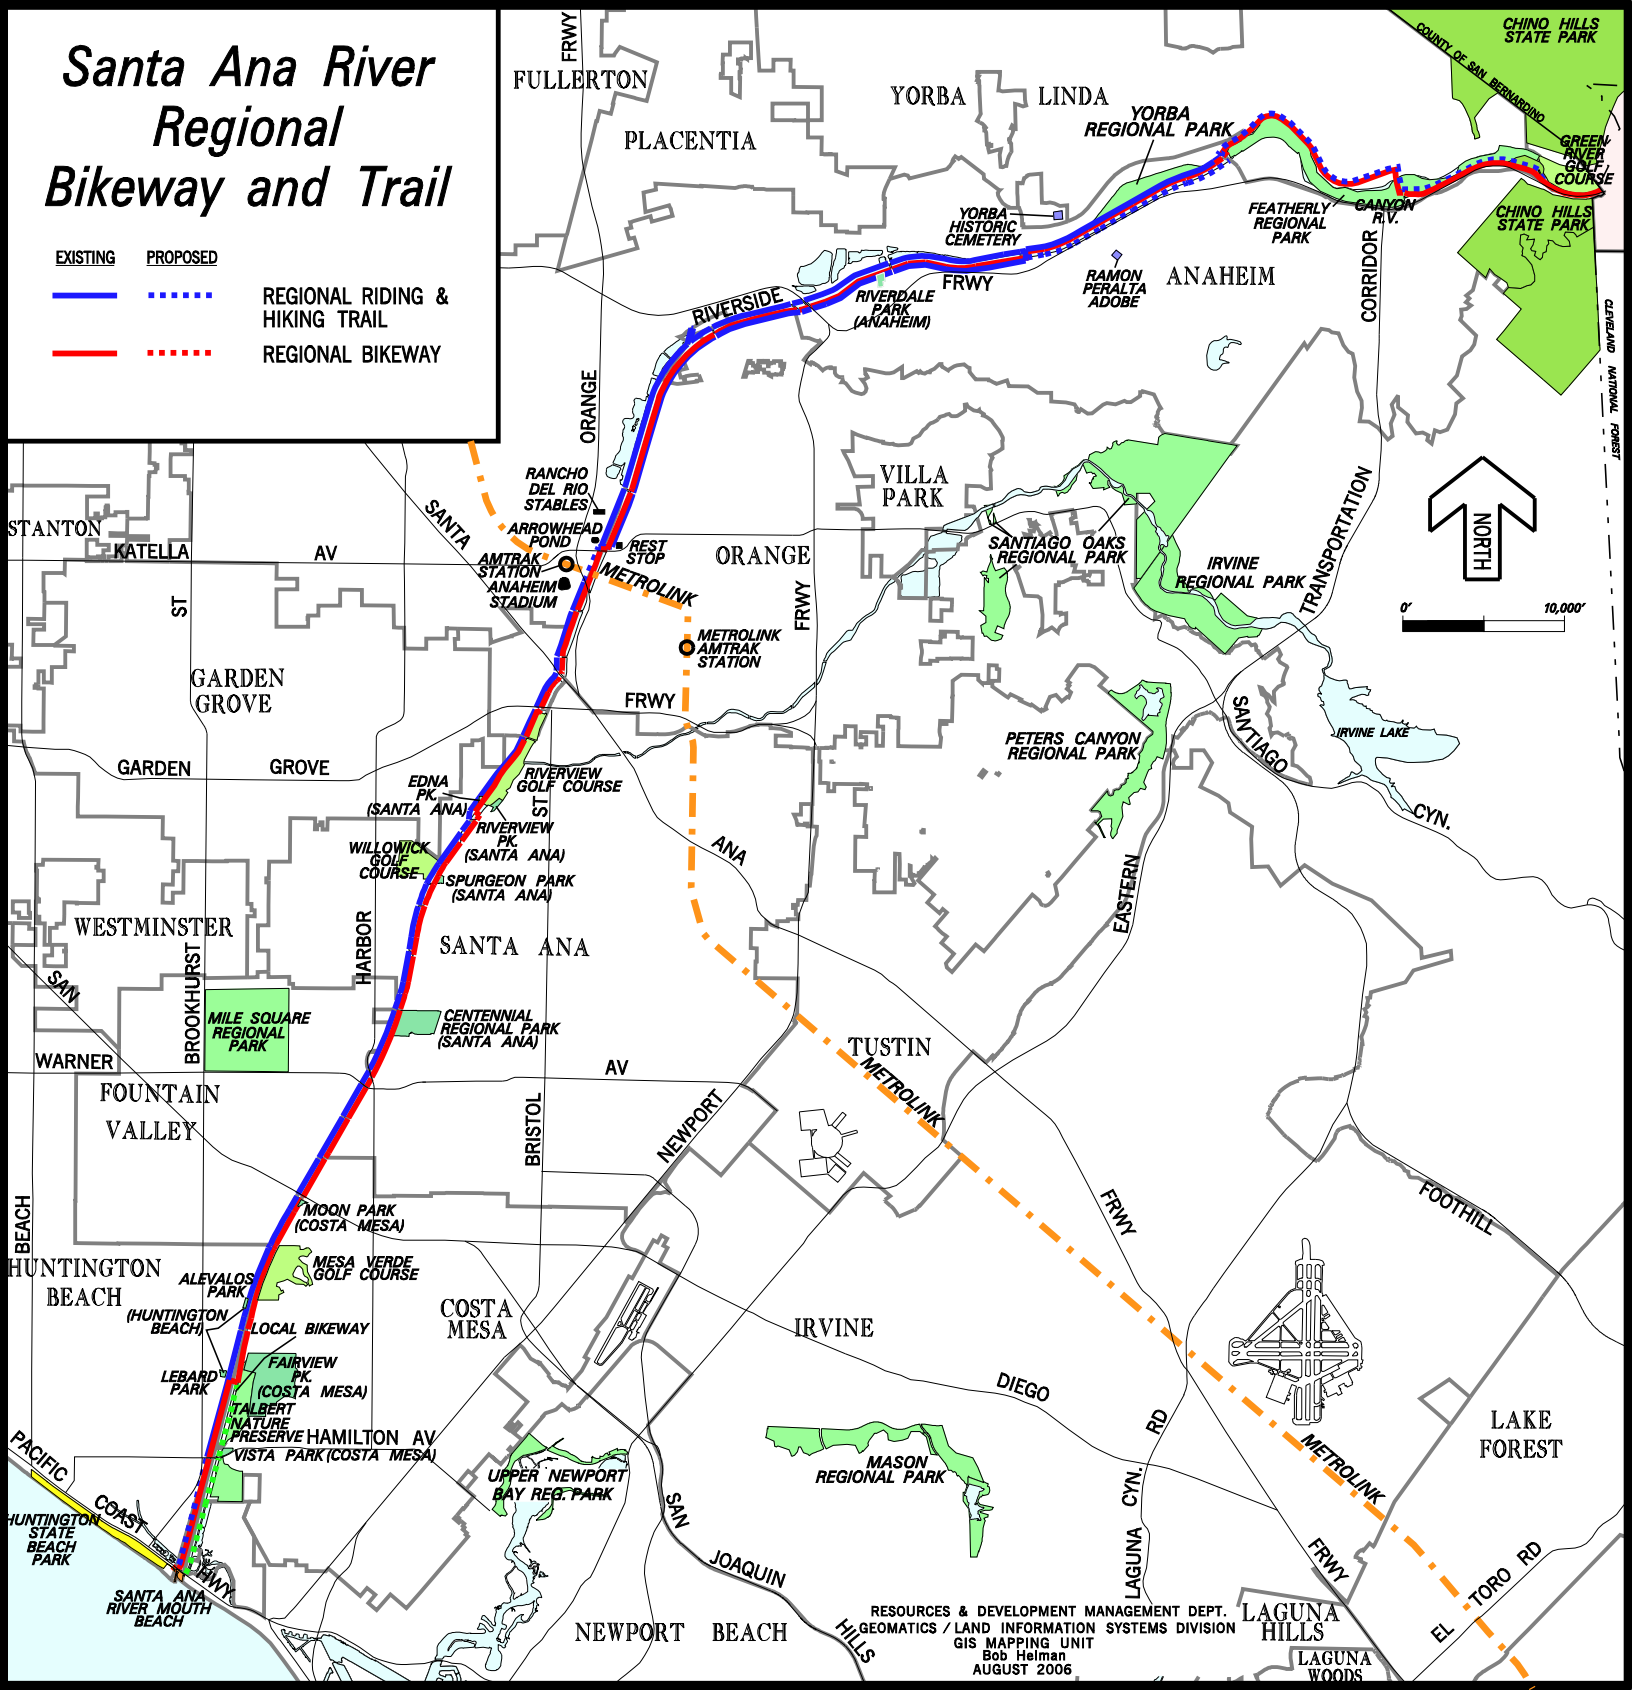 Santa Ana River
Regional
Bikeway and Trail
EXISTING PROPOSED
REGIONAL RIDING &
HIKING TRAIL
REGIONAL BIKEWAY
FRWY
FULLERTON
PLACENTIA
YORBA LINDA
YORBA
REGIONAL PARK
CHINO HILLS
STATE PARK
COUNTY OF SAN BERNARDINO
GREEN
RIVER
GOLF
COURSE
CHINO HILLS
STATE PARK
CANYON
R.V.
FEATHERLY
REGIONAL
PARK
YORBA
HISTORIC
CEMETERY
RAMON
PERALTA
ADOBE
ANAHEIM
CORRIDOR
CLEVELAND NATIONAL FOREST
FRWY
RIVERDALE
PARK
(ANAHEIM)
RIVERSIDE
ORANGE
RANCHO
DEL RIO
STABLES
ARROWHEAD
POND
AMTRAK
STATION
ANAHEIM
STADIUM
REST
STOP
METROLINK
METROLINK
AMTRAK
STATION
ORANGE
FRWY
VILLA
PARK
SANTIAGO OAKS
REGIONAL PARK
IRVINE
REGIONAL PARK
TRANSPORTATION
NORTH
0' 10,000'
STANTON
KATELLA AV
SANTA
ST
GARDEN
GROVE
FRWY
GARDEN GROVE
PETERS CANYON
REGIONAL PARK
SANTIAGO
IRVINE LAKE
CYN.
EDNA
PK.
(SANTA ANA)
RIVERVIEW
GOLF COURSE
ST
RIVERVIEW
PK.
(SANTA ANA)
WILLOWICK
GOLF
COURSE
SPURGEON PARK
(SANTA ANA)
ANA
EASTERN
WESTMINSTER
SAN
BROOKHURST
HARBOR
SANTA ANA
MILE SQUARE
REGIONAL
PARK
CENTENNIAL
REGIONAL PARK
(SANTA ANA)
WARNER
AV
FOUNTAIN
VALLEY
TUSTIN
METROLINK
BRISTOL
NEWPORT
FRWY
FOOTHILL
BEACH
MOON PARK
(COSTA MESA)
MESA VERDE
GOLF COURSE
HUNTINGTON
BEACH
ALEVALOS
PARK
(HUNTINGTON
BEACH)
LOCAL BIKEWAY
COSTA
MESA
IRVINE
LEBARD
PARK
FAIRVIEW
PK.
(COSTA MESA)
TALBERT
NATURE
PRESERVE
HAMILTON AV
VISTA PARK (COSTA MESA)
DIEGO
RD
LAKE
FOREST
METROLINK
PACIFIC
COAST
HWY
HUNTINGTON
STATE
BEACH
PARK
SANTA ANA
RIVER MOUTH
BEACH
UPPER NEWPORT
BAY REG. PARK
MASON
REGIONAL PARK
SAN
JOAQUIN
HILLS
LAGUNA CYN.
FRWY
EL TORO RD
NEWPORT BEACH
RESOURCES & DEVELOPMENT MANAGEMENT DEPT.
GEOMATICS / LAND INFORMATION SYSTEMS DIVISION
GIS MAPPING UNIT
Bob Helman
AUGUST 2006
LAGUNA
HILLS
LAGUNA
WOODS